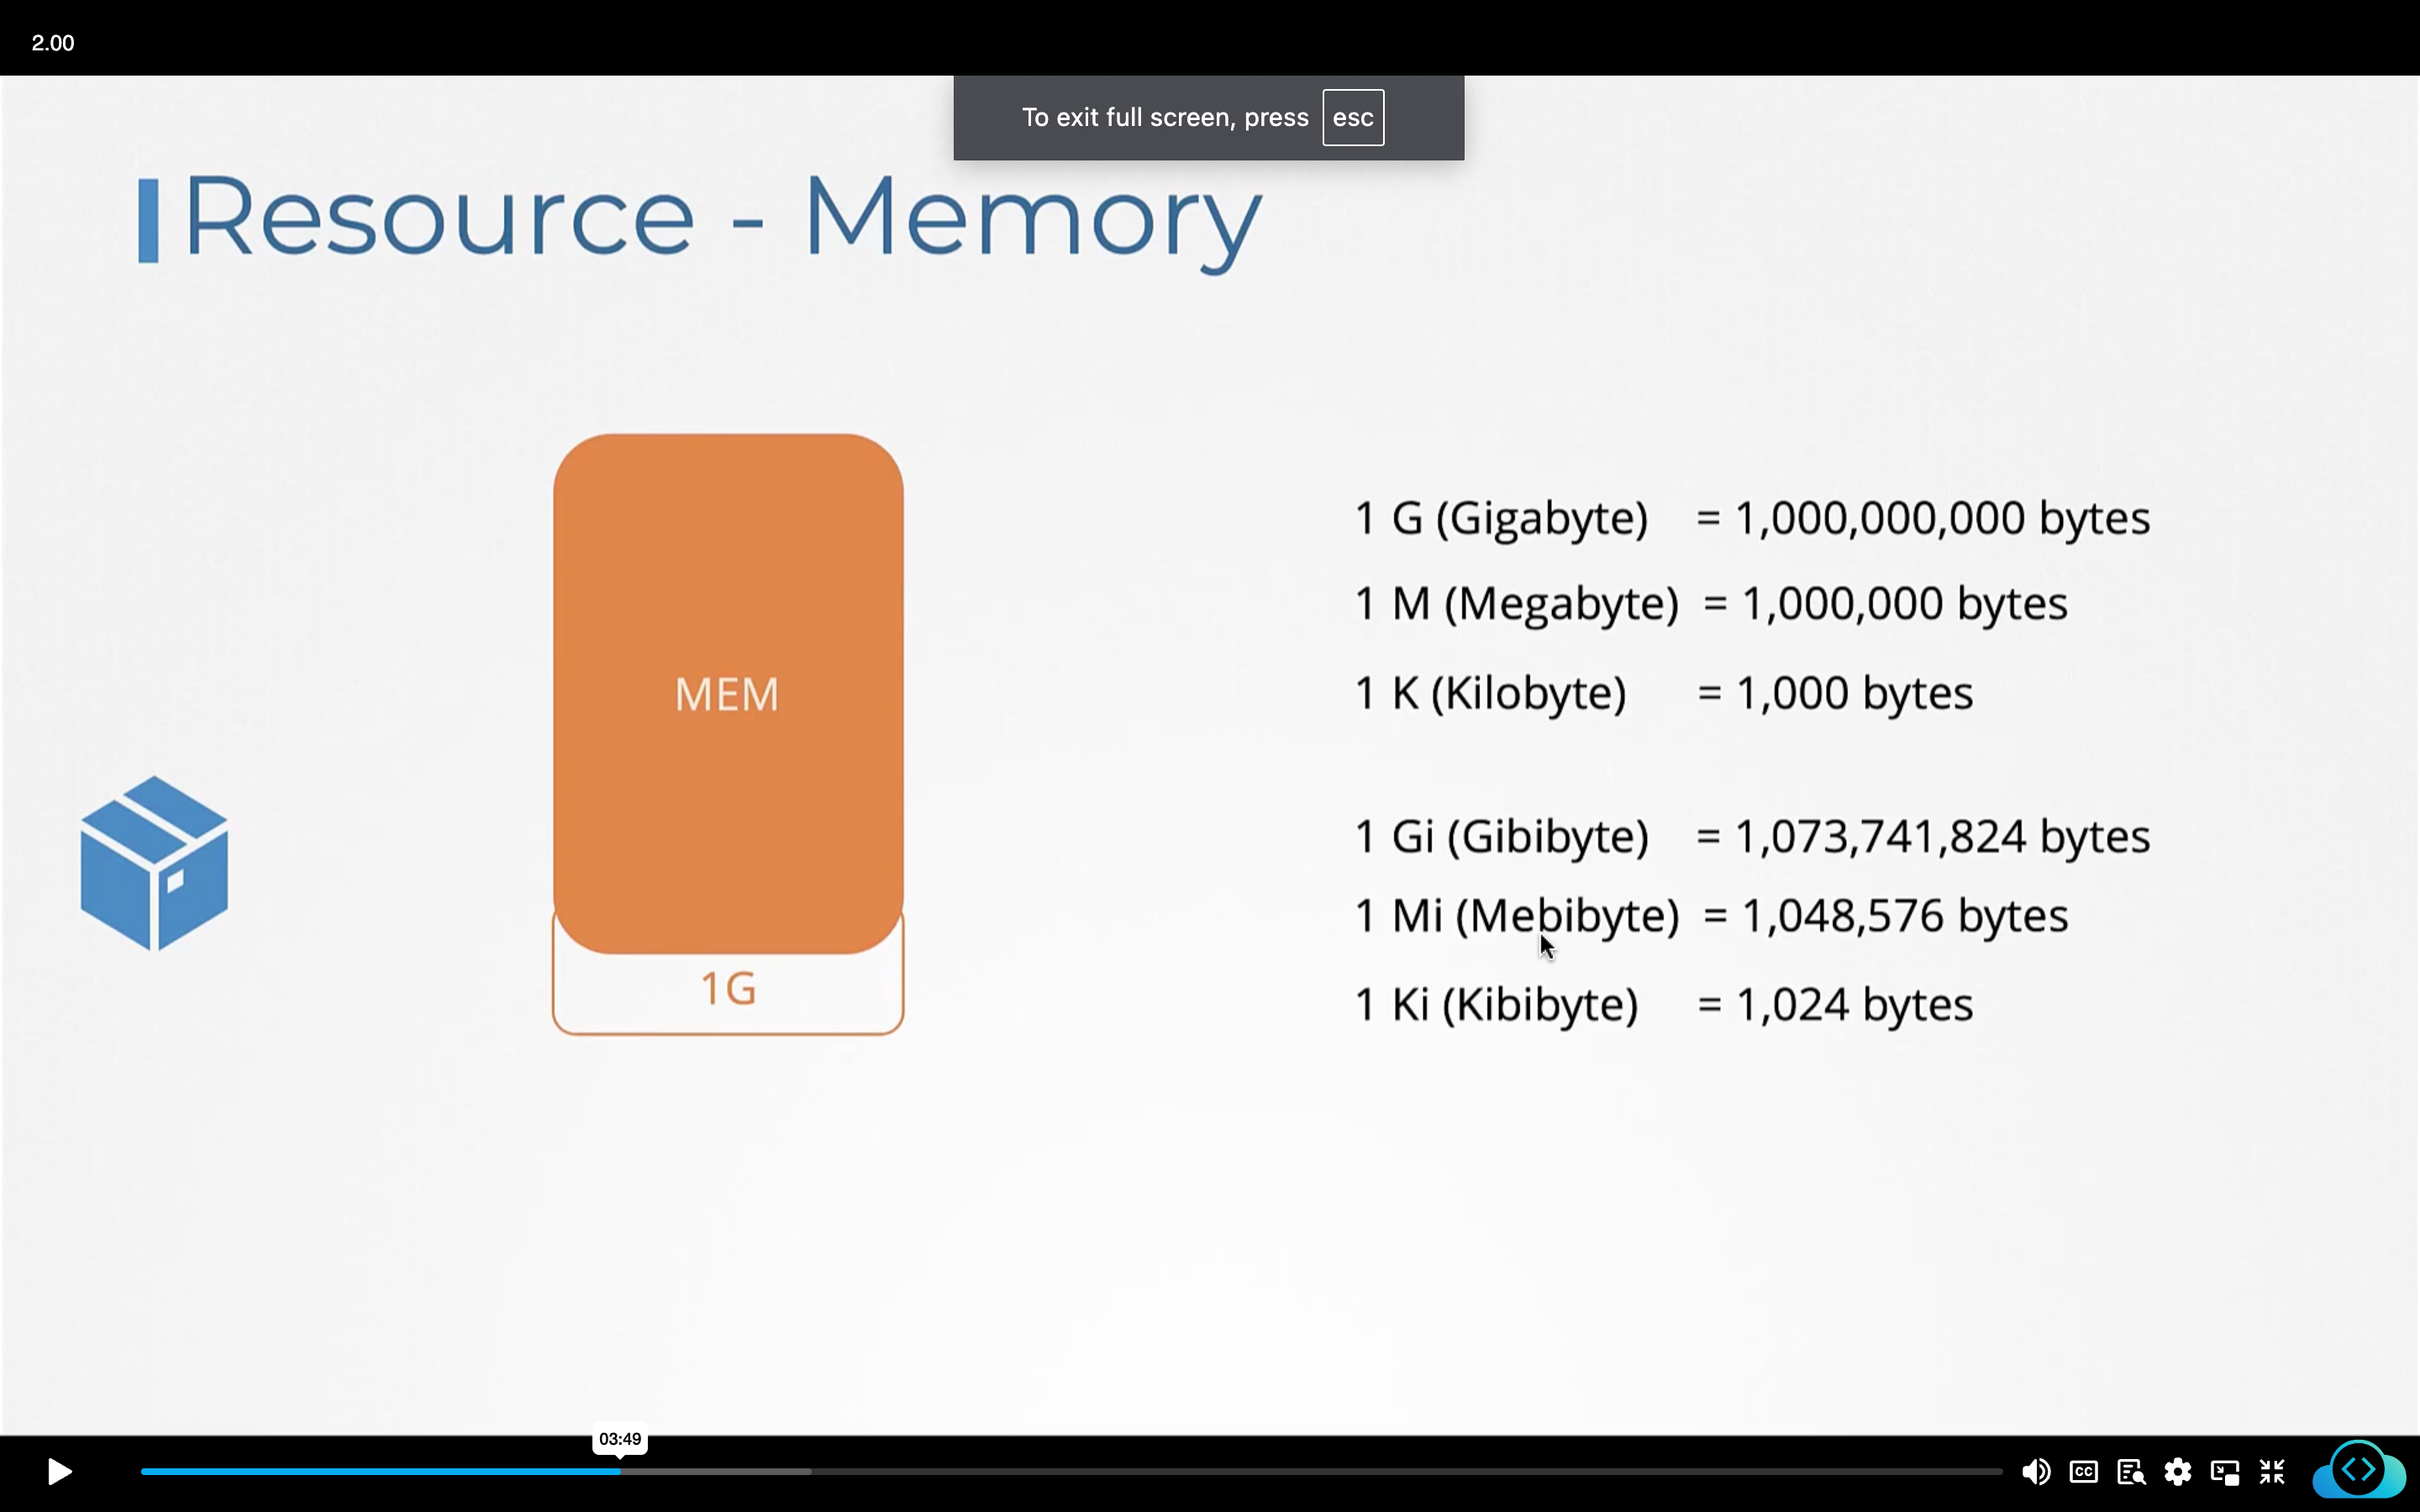 2.00
To exit full screen, press esc
Resource - Memory
MEM
1G
1 G (Gigabyte) = 1,000,000,000 bytes
1 M (Megabyte) = 1,000,000 bytes
1 K (Kilobyte) = 1,000 bytes
1 Gi (Gibibyte) = 1,073,741,824 bytes
1 Mi (Mebibyte) = 1,048,576 bytes
1 Ki (Kibibyte) = 1,024 bytes
03:49
CC